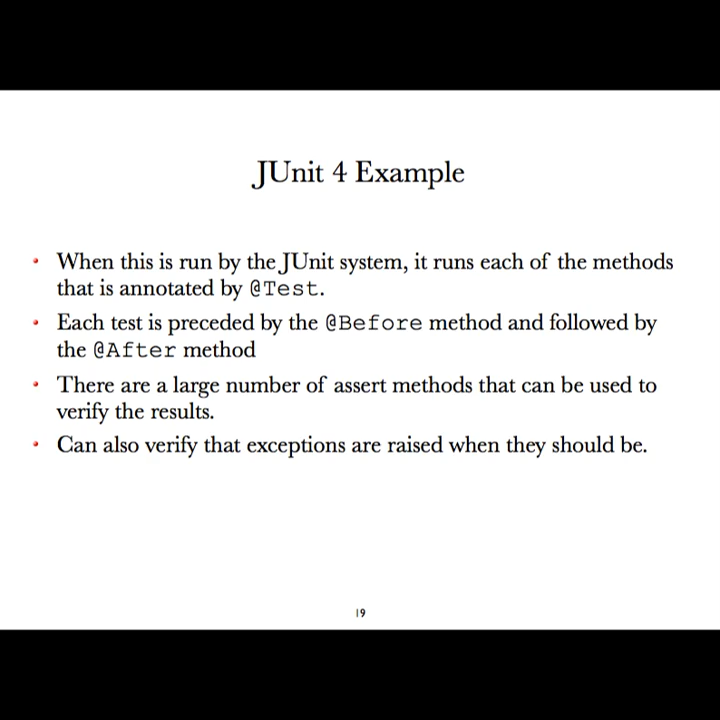 JUnit 4 Example
• When this is run by the JUnit system, it runs each of the methods
that is annotated by @Test.
• Each test is preceded by the @Before method and followed by
the @After method
• There are a large number of assert methods that can be used to
verify the results.
• Can also verify that exceptions are raised when they should be.
19